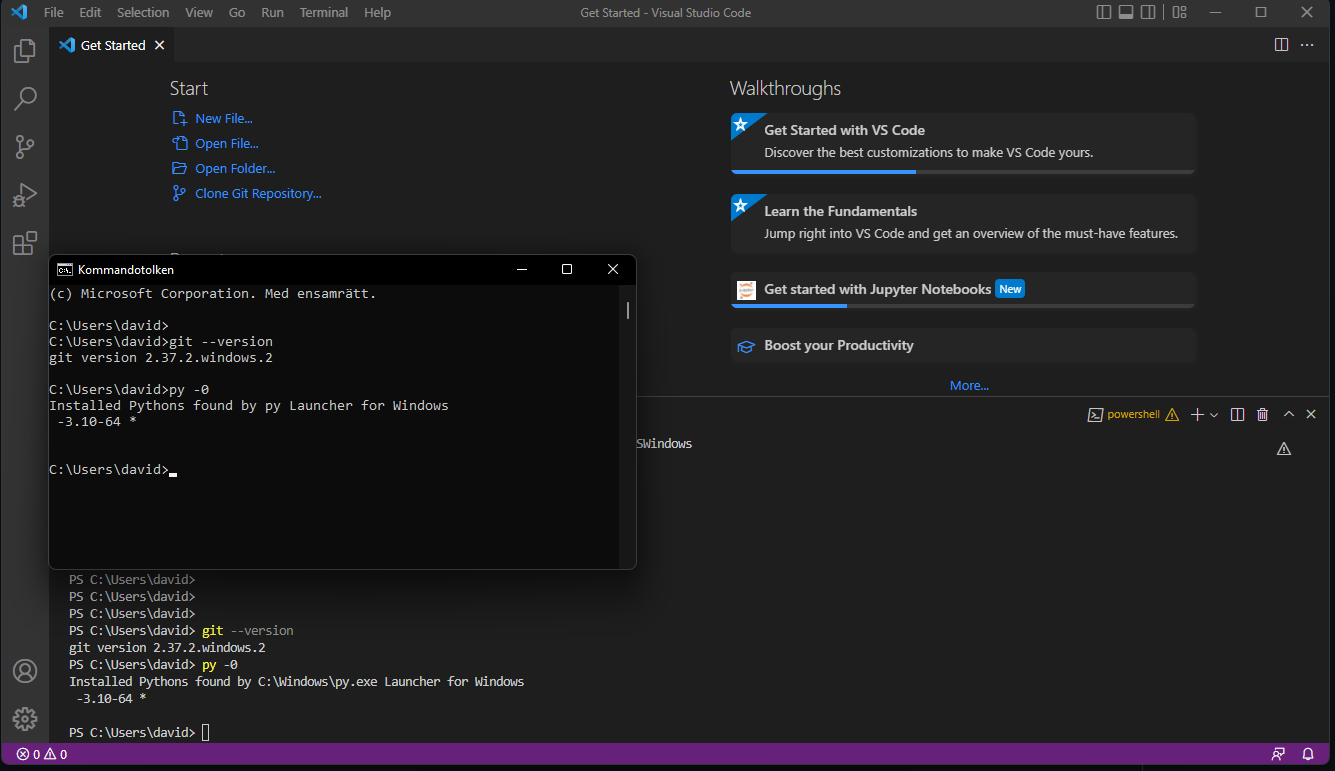 File Edit Selection View Go Run Terminal Help
Get Started - Visual Studio Code
Get Started
Start
New File...
Open File...
Open Folder...
Clone Git Repository...
Walkthroughs
Get Started with VS Code
Discover the best customizations to make VS Code yours.
Learn the Fundamentals
Jump right into VS Code and get an overview of the must-have features.
Get started with Jupyter Notebooks New
Boost your Productivity
More...
Kommandotolken
(c) Microsoft Corporation. Med ensamrätt.
C:\Users\david>
C:\Users\david>git --version
git version 2.37.2.windows.2
C:\Users\david>py -0
Installed Pythons found by py Launcher for Windows
-3.10-64 *
C:\Users\david>
powershell
SWindows
PS C:\Users\david>
PS C:\Users\david>
PS C:\Users\david>
PS C:\Users\david> git --version
git version 2.37.2.windows.2
PS C:\Users\david> py -0
Installed Pythons found by C:\Windows\py.exe Launcher for Windows
-3.10-64 *
PS C:\Users\david>
0 0